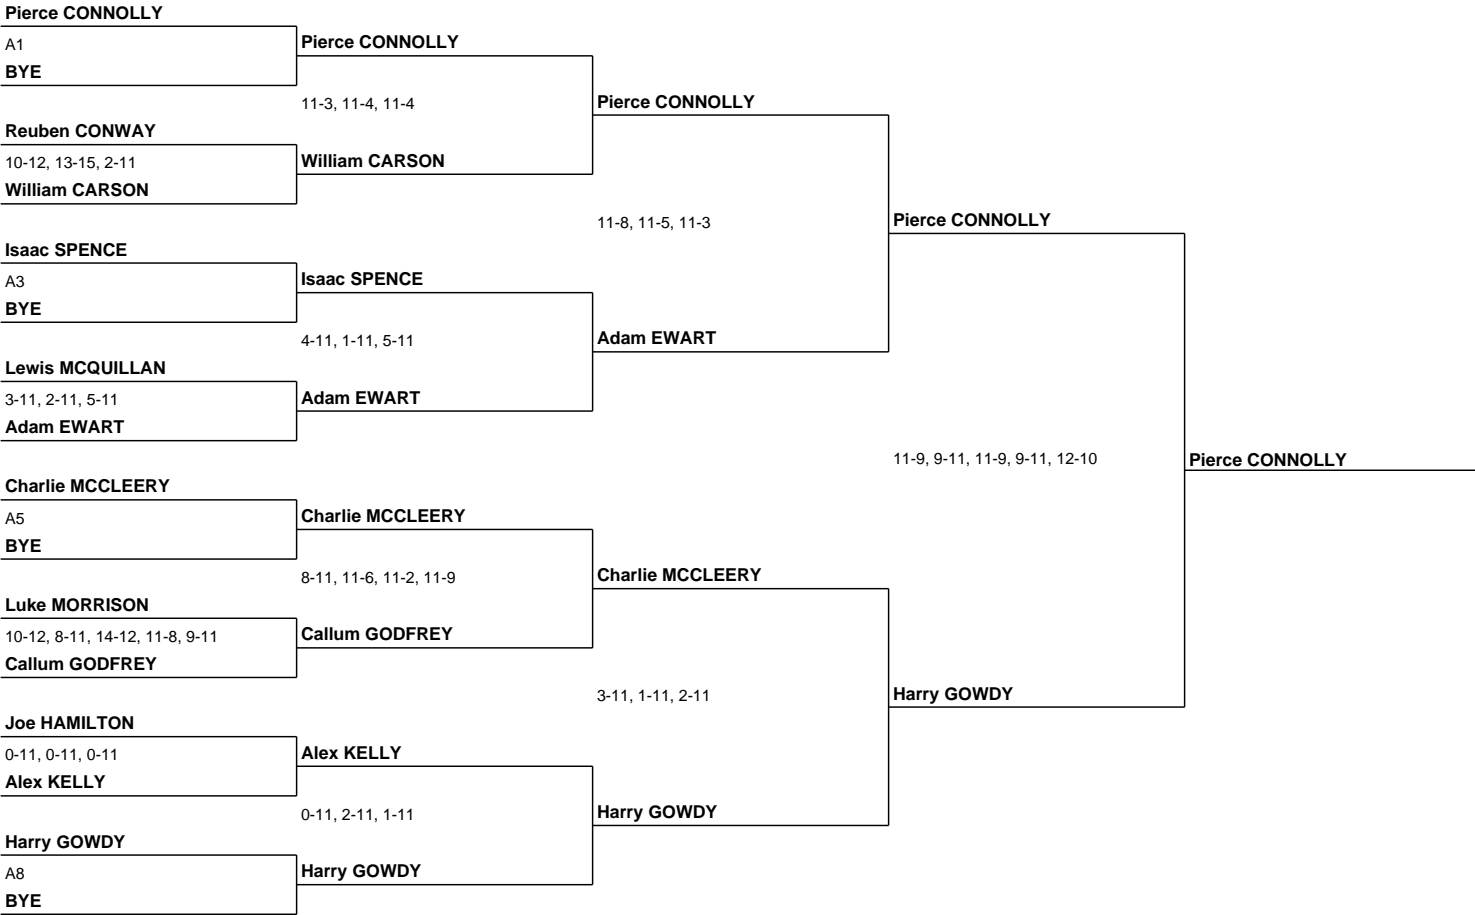 Pierce CONNOLLY
A1
BYE
Reuben CONWAY
10-12, 13-15, 2-11
William CARSON
Isaac SPENCE
A3
BYE
Lewis MCQUILLAN
3-11, 2-11, 5-11
Adam EWART
Charlie MCCLEERY
A5
BYE
Luke MORRISON
10-12, 8-11, 14-12, 11-8, 9-11
Callum GODFREY
Joe HAMILTON
0-11, 0-11, 0-11
Alex KELLY
Harry GOWDY
A8
BYE
Pierce CONNOLLY
11-3, 11-4, 11-4
William CARSON
Isaac SPENCE
4-11, 1-11, 5-11
Adam EWART
Charlie MCCLEERY
8-11, 11-6, 11-2, 11-9
Callum GODFREY
Alex KELLY
0-11, 2-11, 1-11
Harry GOWDY
Pierce CONNOLLY
11-8, 11-5, 11-3
Adam EWART
Charlie MCCLEERY
3-11, 1-11, 2-11
Harry GOWDY
Pierce CONNOLLY
11-9, 9-11, 11-9, 9-11, 12-10
Harry GOWDY
Pierce CONNOLLY